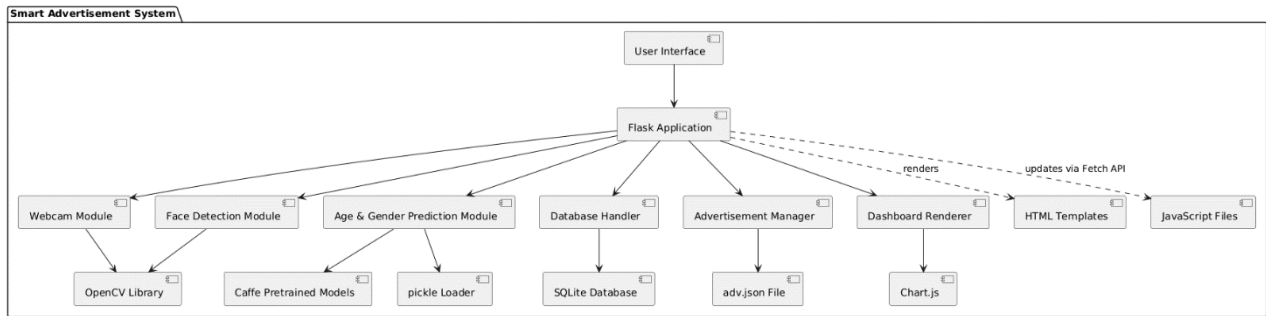 Smart Advertisement System
User Interface
Flask Application
renders
updates via Fetch API
Webcam Module
Face Detection Module
Age & Gender Prediction Module
Database Handler
Advertisement Manager
Dashboard Renderer
HTML Templates
JavaScript Files
OpenCV Library
Caffe Pretrained Models
pickle Loader
SQLite Database
adv.json File
Chart.js